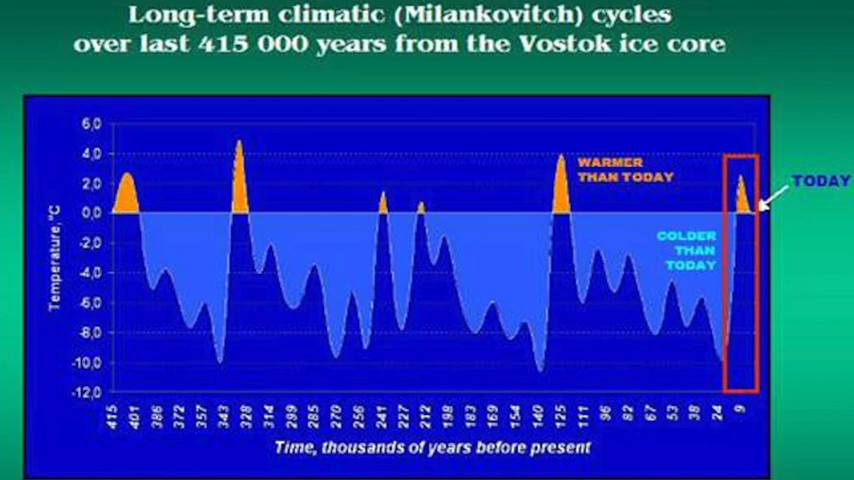 Long-term climatic (Milankovitch) cycles
over last 415 000 years from the Vostok ice core
6,0
4,0
2,0
0,0
-2,0
-4,0
-6,0
-8,0
-10,0
-12,0
Temperature, °C
WARMER
THAN TODAY
TODAY
COLDER
THAN
TODAY
415 401 386 372 357 343 328 314 299 285 270 256 241 227 212 198 183 169 154 140 125 111 96 82 67 53 38 24 9
Time, thousands of years before present